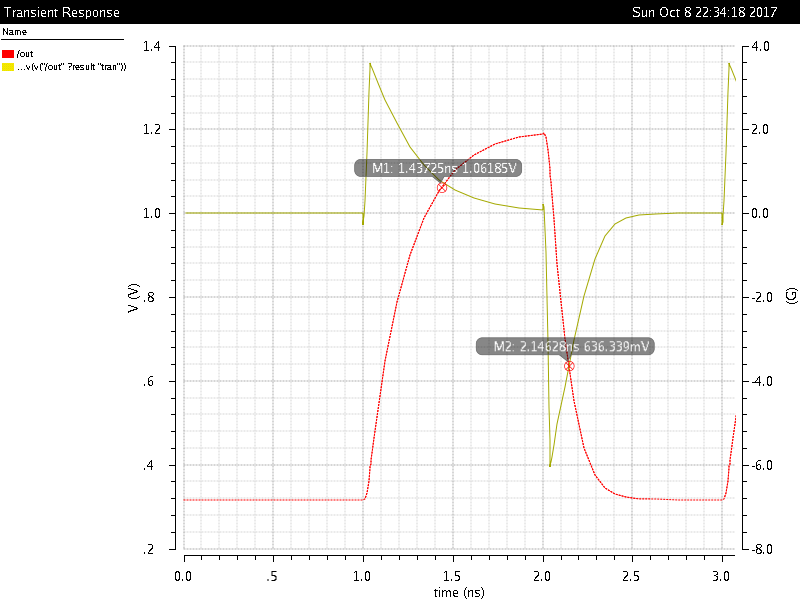 Transient Response Sun Oct 8 22:34:18 2017
Name
/out
...v(v("/out" ?result "tran"))
1.4
1.2
1.0
.8
.6
.4
.2
V (V)
M1: 1.43725ns 1.06185V
M2: 2.14628ns 636.339mV
4.0
2.0
0.0
-2.0
-4.0
-6.0
-8.0
(G)
0.0 .5 1.0 1.5 2.0 2.5 3.0
time (ns)